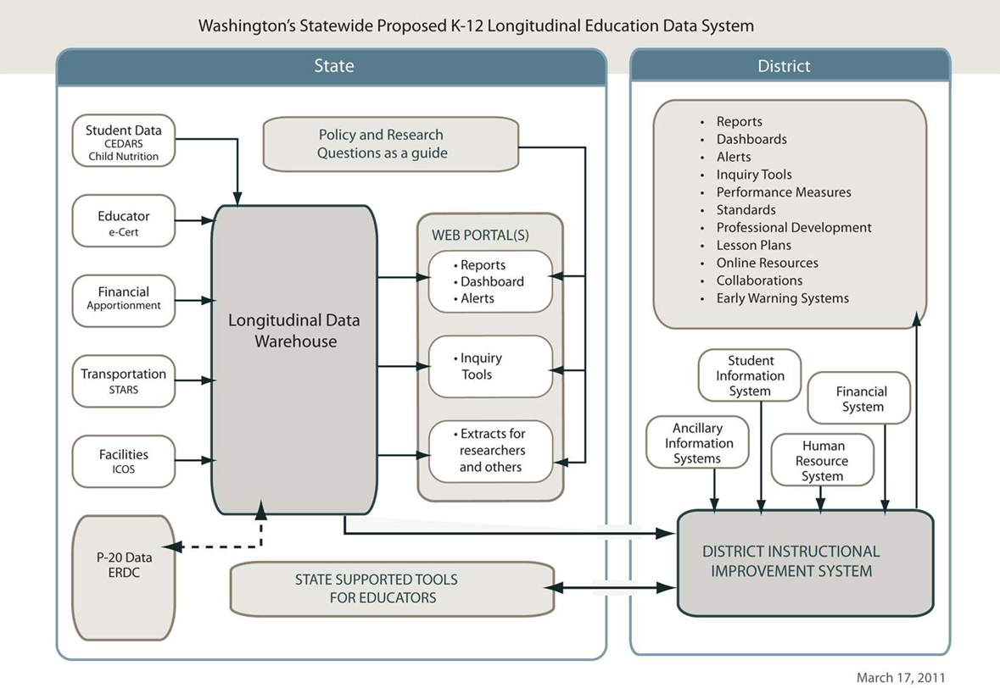 Washington's Statewide Proposed K-12 Longitudinal Education Data System
State
Student Data
CEDARS
Child Nutrition
Educator
e-Cert
Financial
Apportionment
Transportation
STARS
Facilities
ICOS
P-20 Data
ERDC
Policy and Research
Questions as a guide
Longitudinal Data
Warehouse
WEB PORTAL(S)
• Reports
• Dashboard
• Alerts
• Inquiry
Tools
• Extracts for
researchers
and others
STATE SUPPORTED TOOLS
FOR EDUCATORS
District
• Reports
• Dashboards
• Alerts
• Inquiry Tools
• Performance Measures
• Standards
• Professional Development
• Lesson Plans
• Online Resources
• Collaborations
• Early Warning Systems
Student
Information
System
Financial
System
Ancillary
Information
Systems
Human
Resource
System
DISTRICT INSTRUCTIONAL
IMPROVEMENT SYSTEM
March 17, 2011